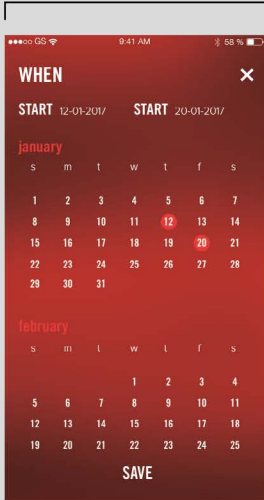 ●●●○○ GS 9:41 AM 58 %
WHEN ×
START 12-01-2017 START 20-01-2017
january
s m t w t f s
1 2 3 4 5 6 7
8 9 10 11 12 13 14
15 16 17 18 19 20 21
22 23 24 25 26 27 28
29 30 31
february
s m t w t f s
1 2 3 4
5 6 7 8 9 10 11
12 13 14 15 16 17 18
19 20 21 22 23 24 25
SAVE